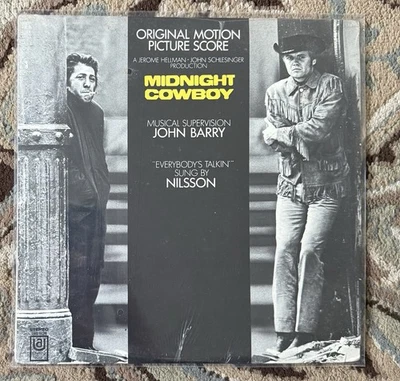 ORIGINAL MOTION
PICTURE SCORE
A JEROME HELLMAN-JOHN SCHLESINGER
PRODUCTION
MIDNIGHT
COWBOY
MUSICAL SUPERVISION
JOHN BARRY
"EVERYBODY'S TALKIN'"
SUNG BY
NILSSON